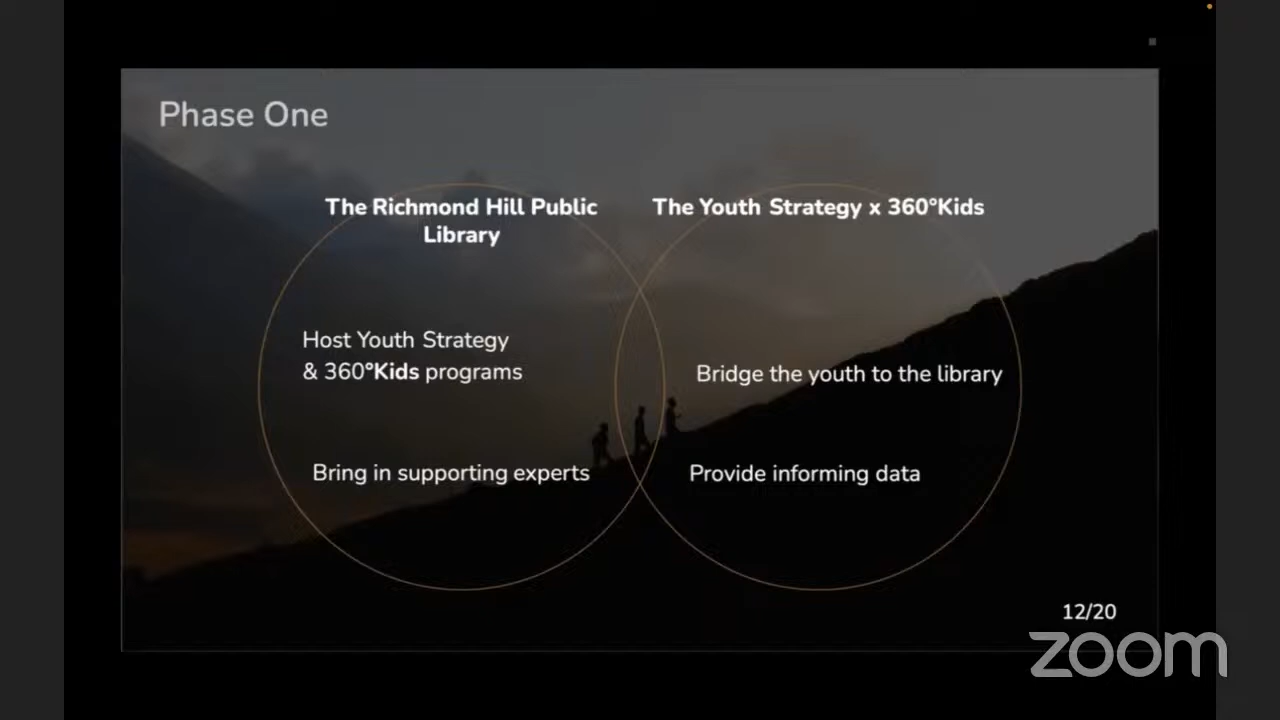 Phase One
The Richmond Hill Public
Library
The Youth Strategy x 360°Kids
Host Youth Strategy
& 360°Kids programs
Bridge the youth to the library
Bring in supporting experts
Provide informing data
12/20
zoom